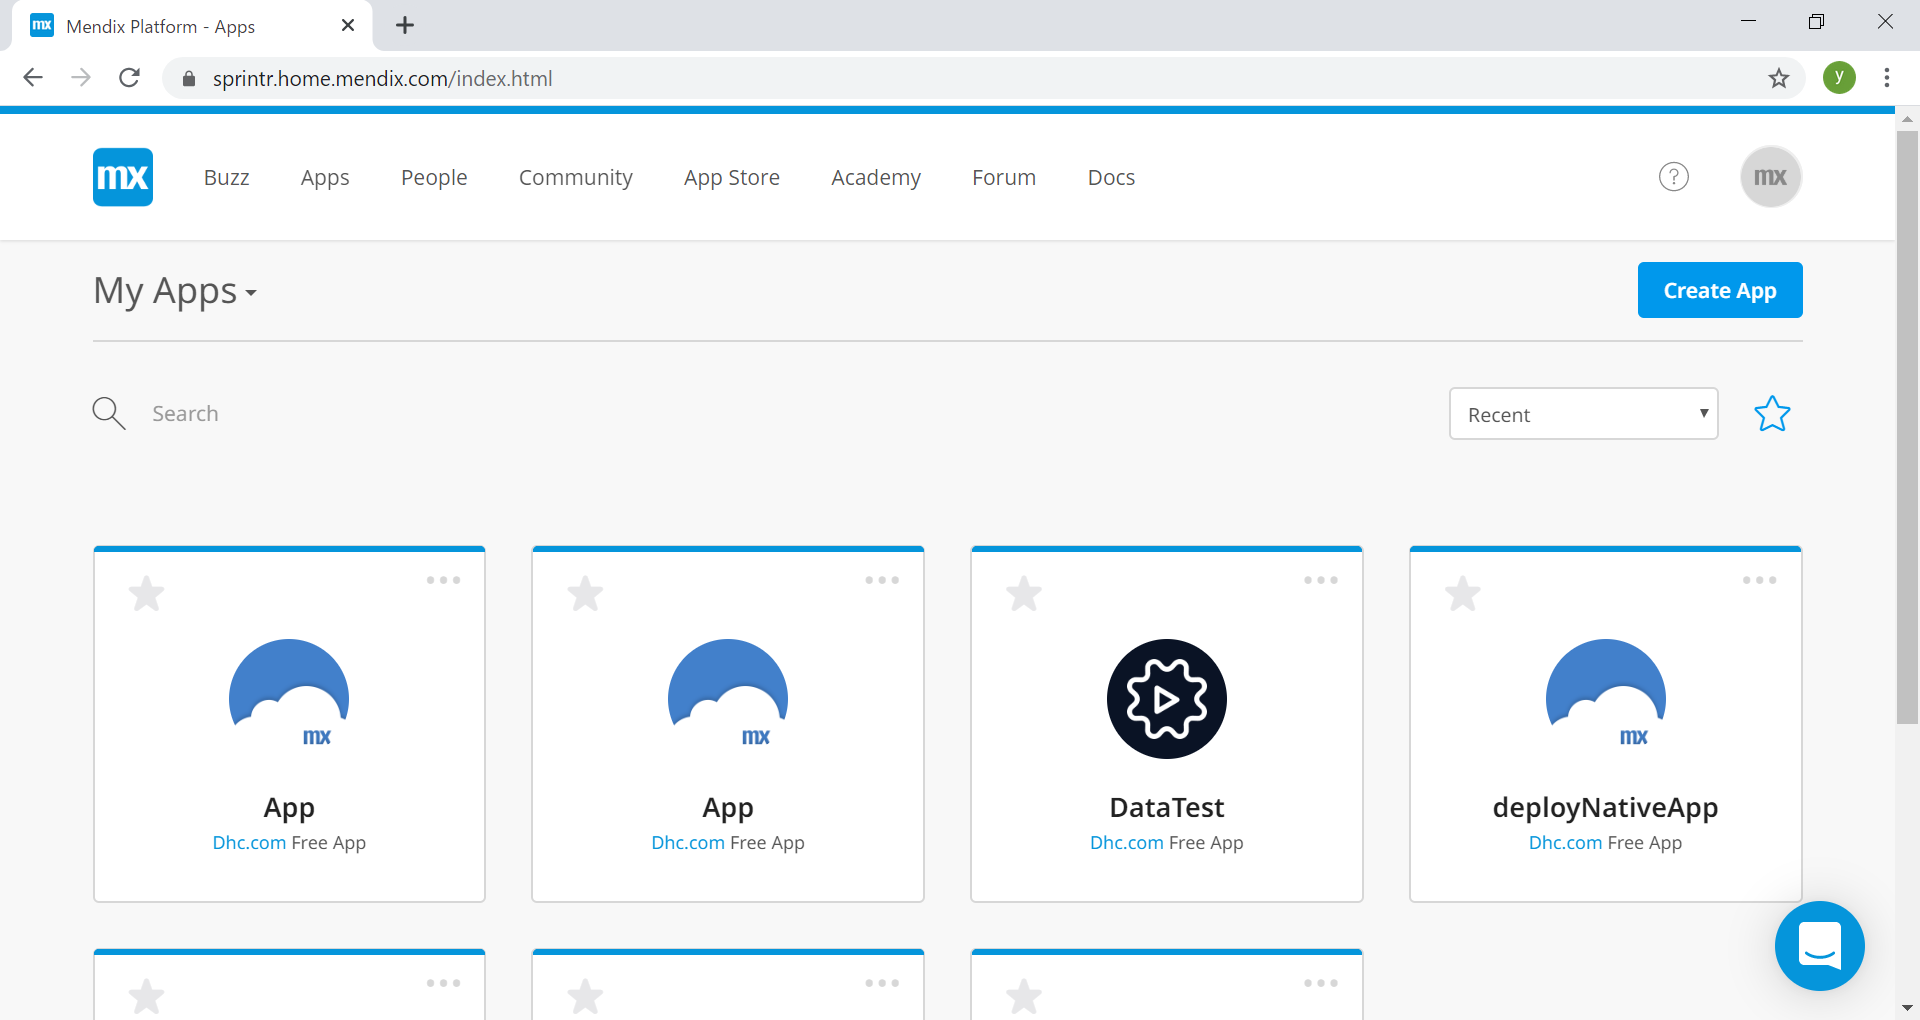 mx Mendix Platform - Apps
sprintr.home.mendix.com/index.html
y
mx Buzz Apps People Community App Store Academy Forum Docs ? mx
My Apps
Create App
Search
Recent
mx mx mx
App App DataTest deployNativeApp
Dhc.com Free App Dhc.com Free App Dhc.com Free App Dhc.com Free App